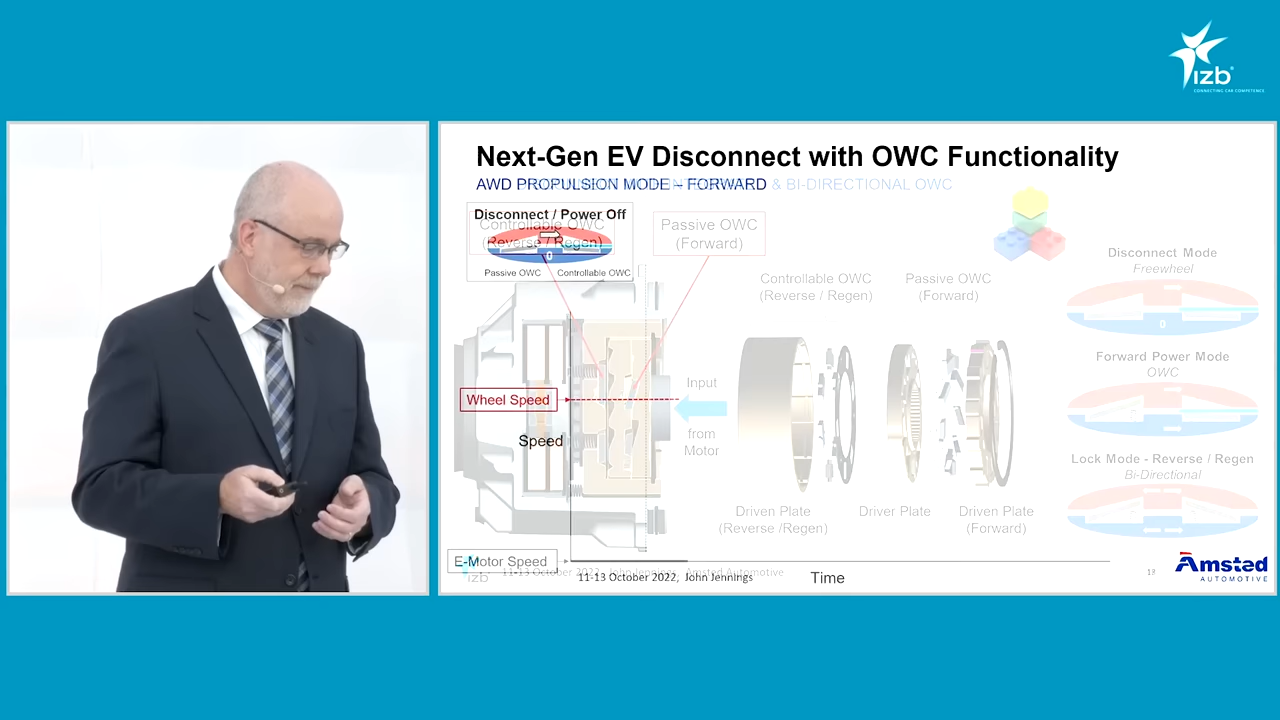 izb
CONNECTING CAR COMPETENCE
Next-Gen EV Disconnect with OWC Functionality
AWD PROPULSION MODE – FORWARD
& BI-DIRECTIONAL OWC
Disconnect / Power Off
Controllable OWC
(Reverse / Regen)
0
Passive OWC
Controllable OWC
Passive OWC
(Forward)
Controllable OWC
(Reverse / Regen)
Passive OWC
(Forward)
Disconnect Mode
Freewheel
0
Forward Power Mode
OWC
Lock Mode - Reverse / Regen
Bi-Directional
Wheel Speed
Speed
Input
from
Motor
Driven Plate
(Reverse /Regen)
Driver Plate
Driven Plate
(Forward)
E-Motor Speed
izb
11-13 October 2022, John Jennings - Amsted Automotive
11-13 October 2022, John Jennings
Time
Amsted
AUTOMOTIVE